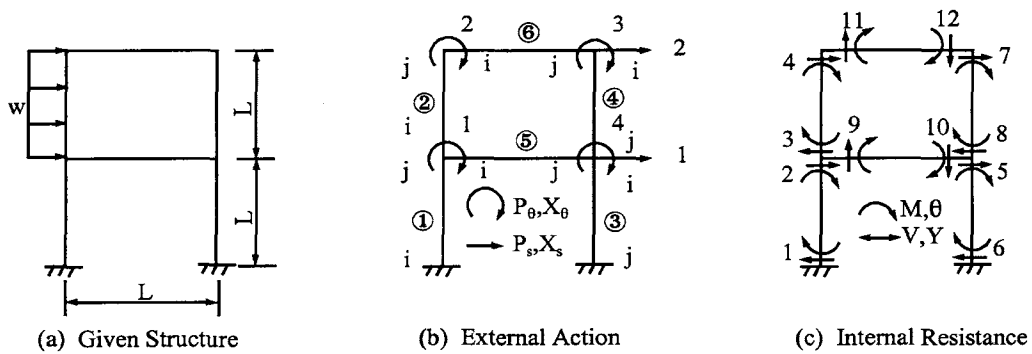 w
L
L
L
(a) Given Structure
2
⑥
3
2
j
i
j
i
②
④
i
1
4
j
⑤
1
j
i
j
i
P_θ,X_θ
①
③
P_s,X_s
i
j
(b) External Action
11
12
4
7
3
9
10
8
2
5
M,θ
V,Y
1
6
(c) Internal Resistance